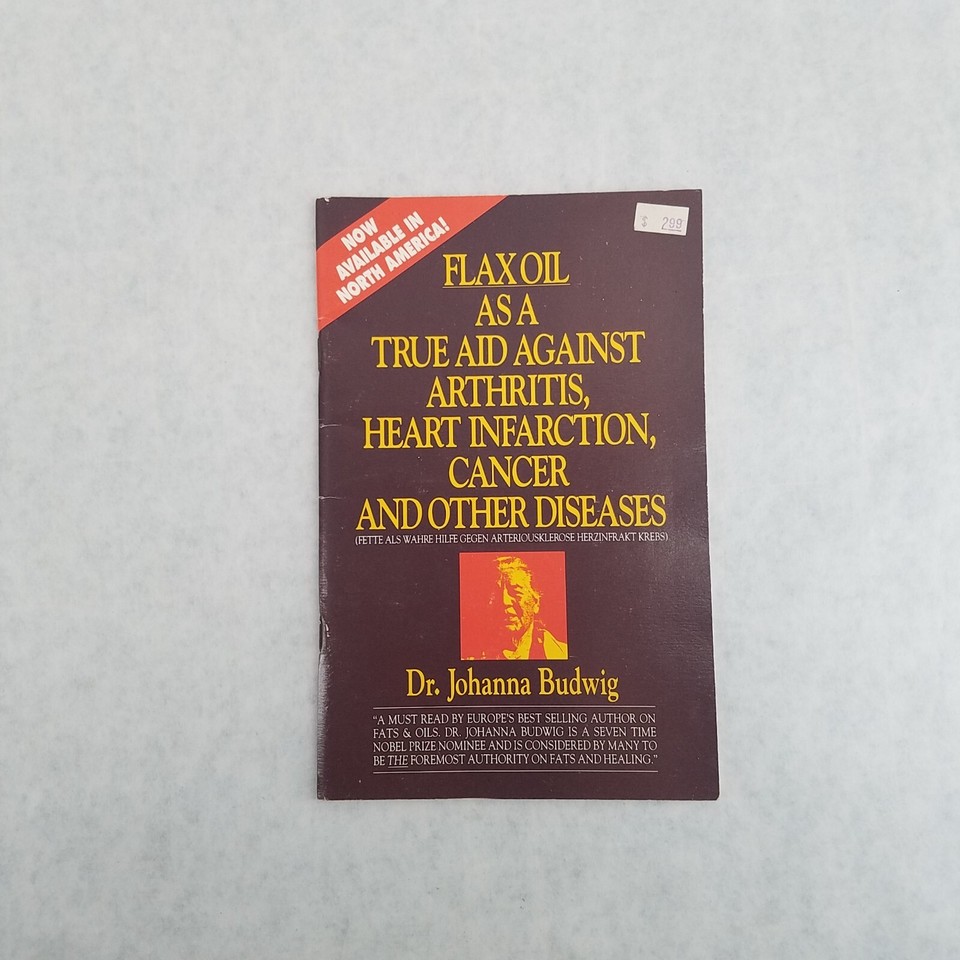 NOW
AVAILABLE IN
NORTH AMERICA!
$ 299
FLAX OIL
AS A
TRUE AID AGAINST
ARTHRITIS,
HEART INFARCTION,
CANCER
AND OTHER DISEASES
(FETTE ALS WAHRE HILFE GEGEN ARTERIOUSKLEROSE HERZINFRAKT KREBS)
Dr. Johanna Budwig
"A MUST READ BY EUROPE'S BEST SELLING AUTHOR ON
FATS & OILS. DR. JOHANNA BUDWIG IS A SEVEN TIME
NOBEL PRIZE NOMINEE AND IS CONSIDERED BY MANY TO
BE THE FOREMOST AUTHORITY ON FATS AND HEALING."